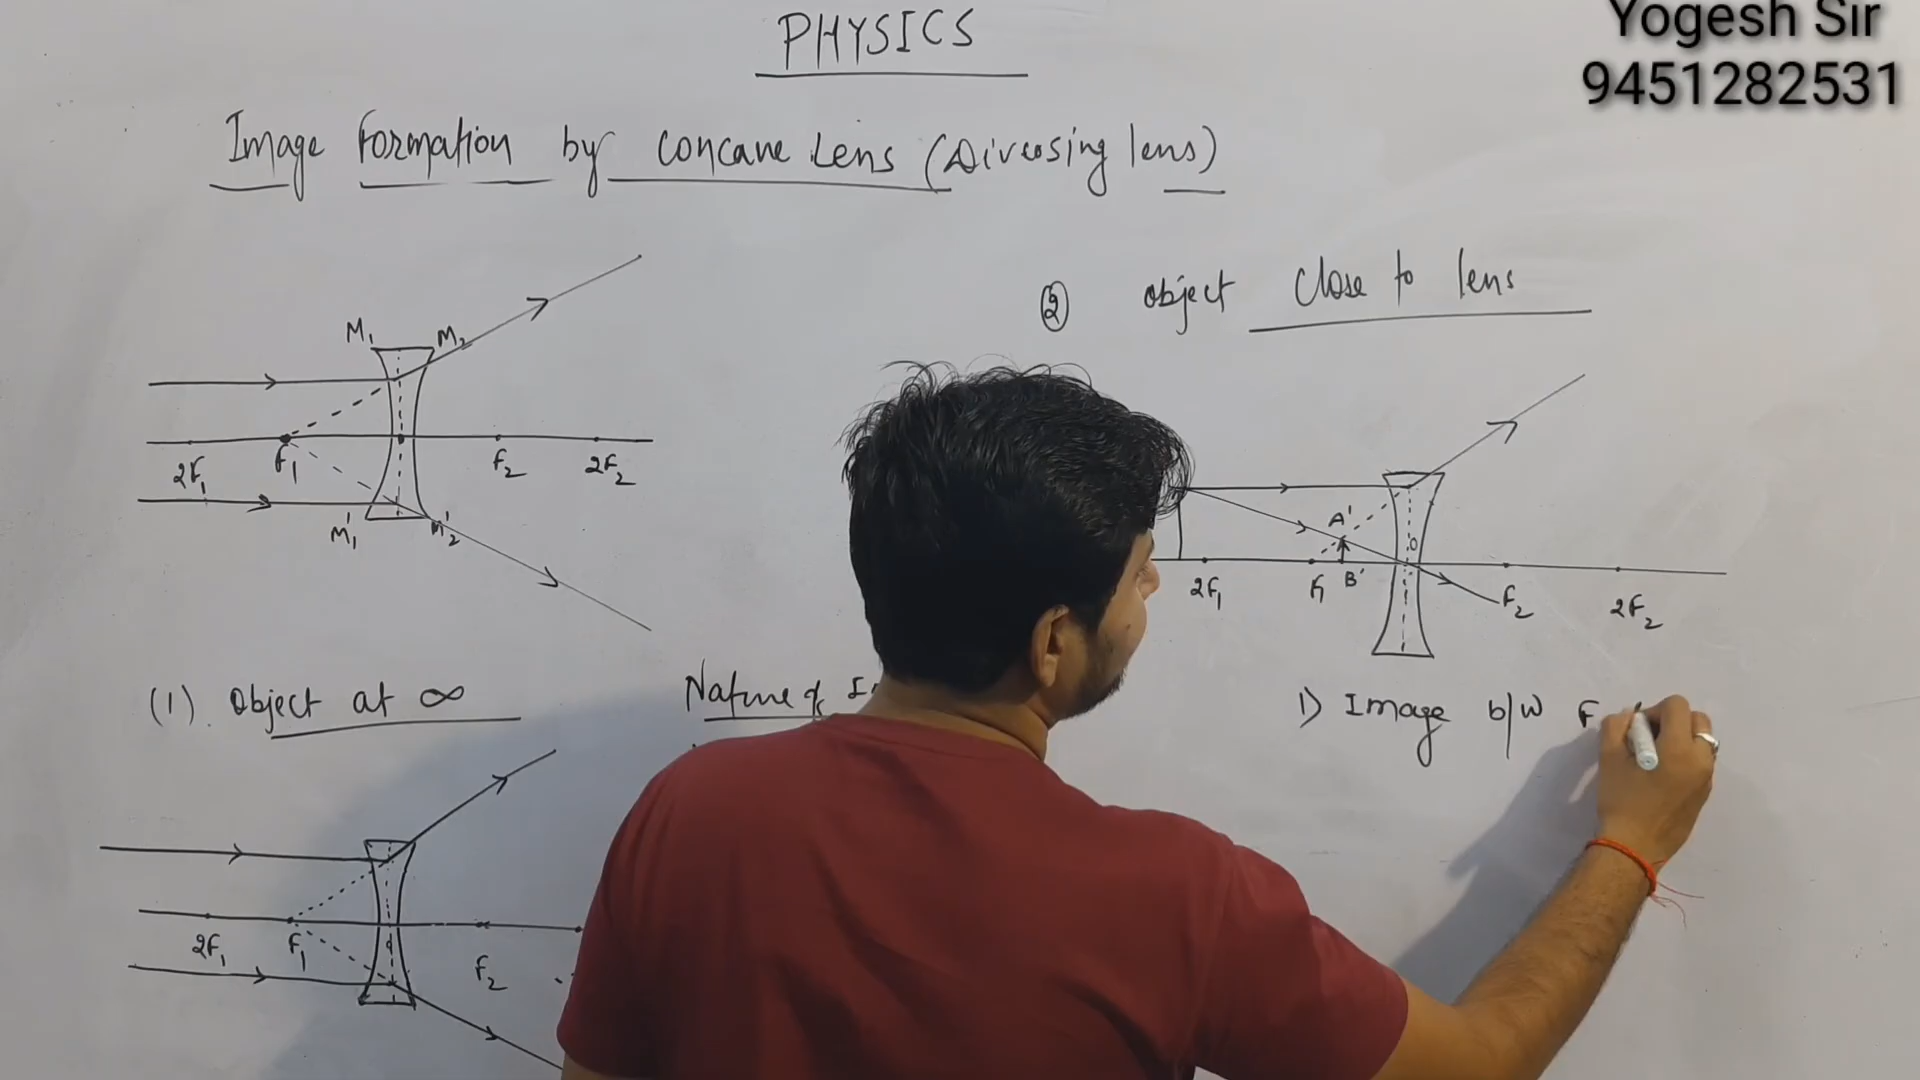 PHYSICS
Yogesh Sir
9451282531
Image Formation by Concave Lens (Diversing lens)
M₁ M₂
2F₁ F₁ F₂ 2F₂
M₁' M₂'
(1). Object at ∞
Nature of
2F₁ F₁ F₂
② object Close to lens
A' O
2F₁ F₁ B' F₂ 2F₂
1) Image b/w F